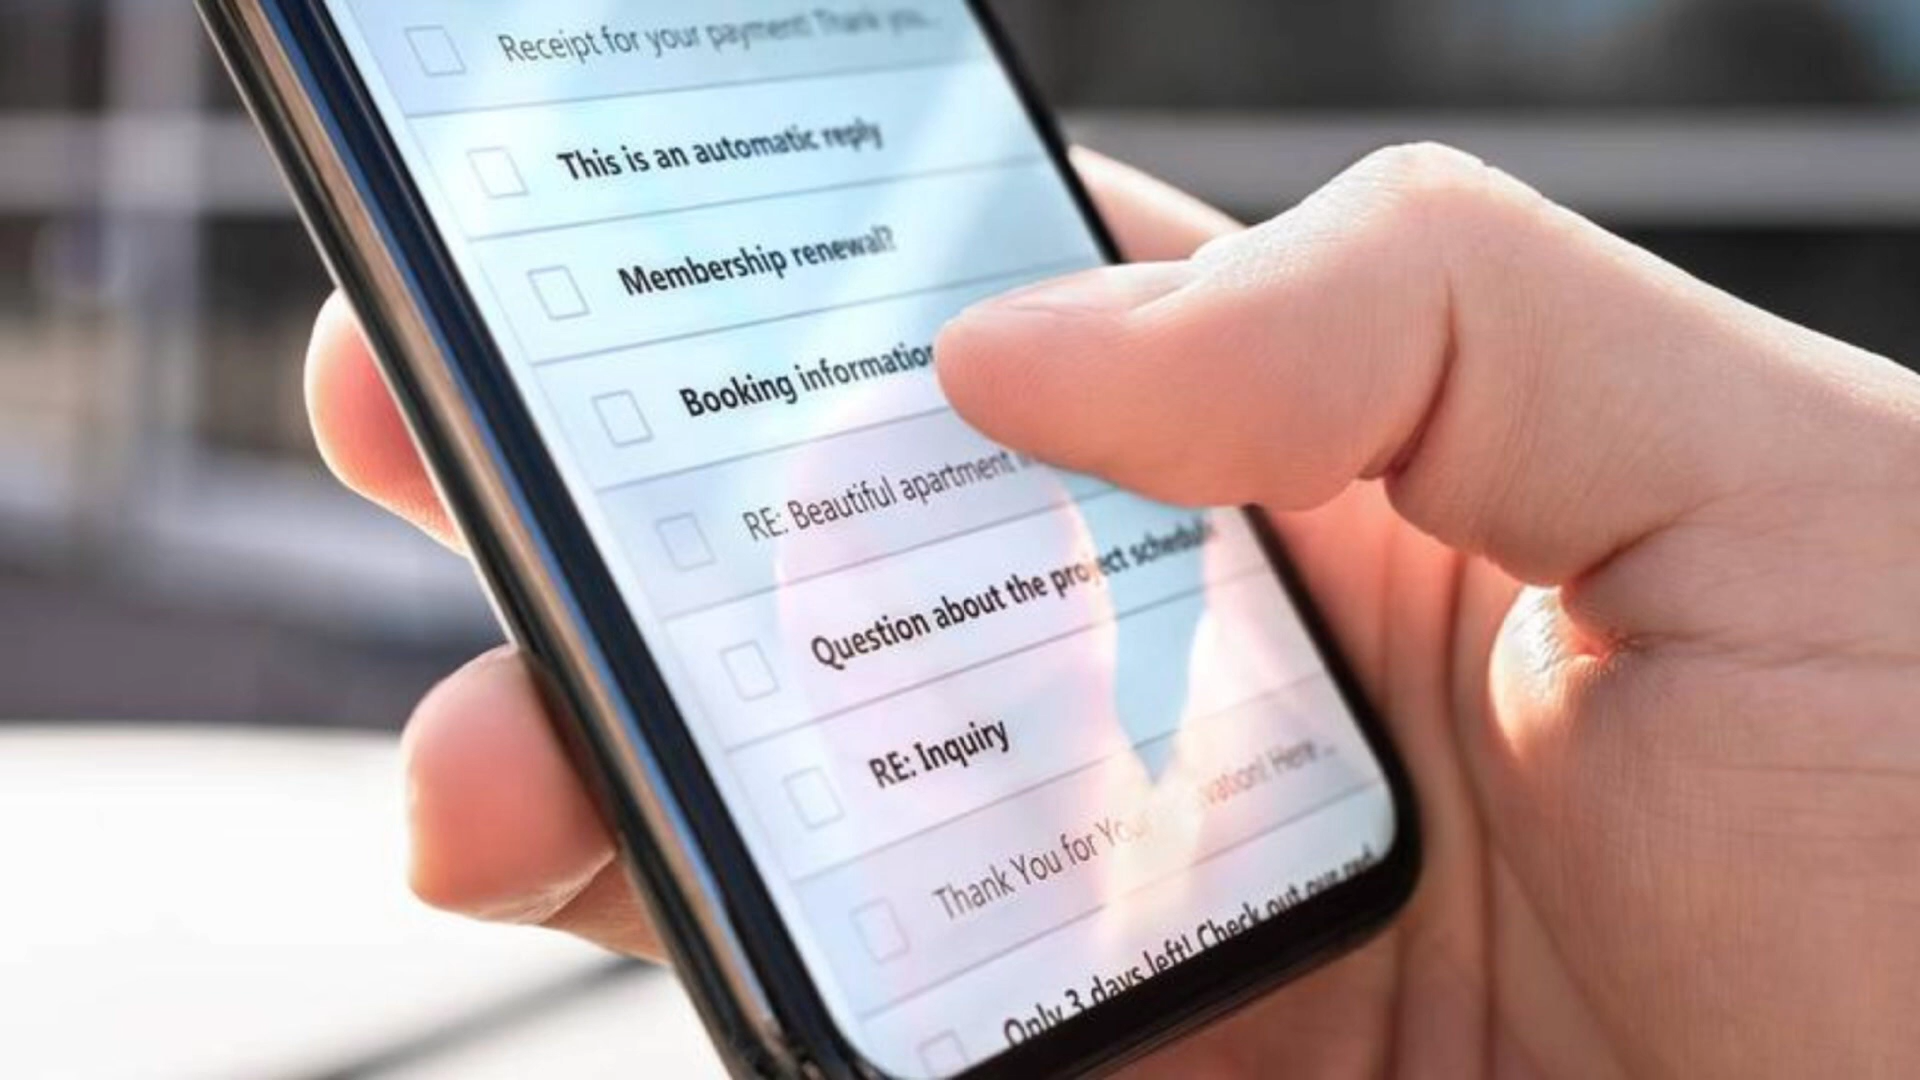 Receipt for your payment! Thank you...
This is an automatic reply
Membership renewal?
Booking information
RE: Beautiful apartment
Question about the project schedule
RE: Inquiry
Thank You for Your Here...
Only 3 days left! Check out our